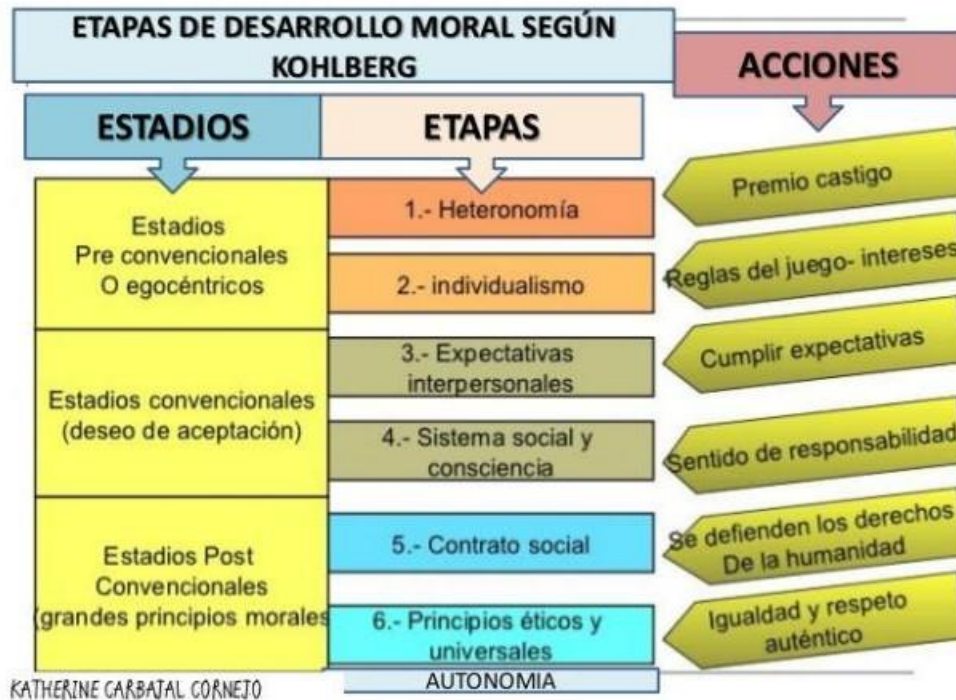 ETAPAS DE DESARROLLO MORAL SEGÚN
KOHLBERG
ACCIONES
ESTADIOS
ETAPAS
Estadios
Pre convencionales
O egocéntricos
1.- Heteronomía
Premio castigo
2.- individualismo
Reglas del juego- intereses
Estadios convencionales
(deseo de aceptación)
3.- Expectativas
interpersonales
Cumplir expectativas
4.- Sistema social y
consciencia
Sentido de responsabilidad
Estadios Post
Convencionales
(grandes principios morales
5.- Contrato social
Se defienden los derechos
De la humanidad
6.- Principios éticos y
universales
Igualdad y respeto
auténtico
AUTONOMIA
KATHERINE CARBAJAL CORNEJO